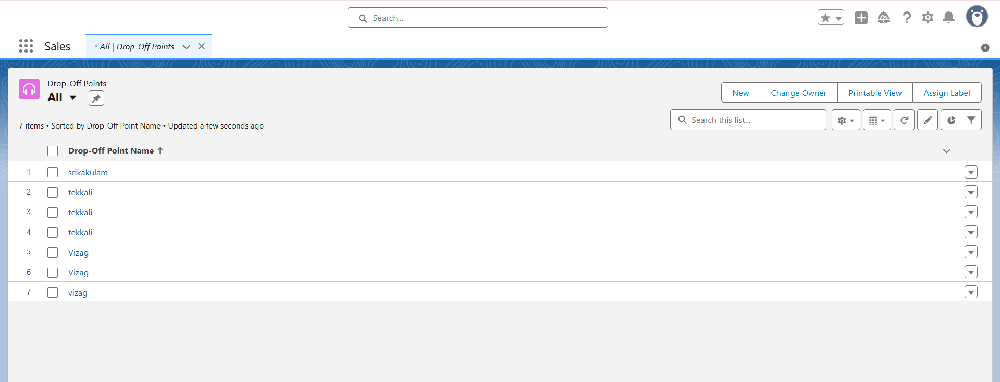 Search...
Sales
* All | Drop-Off Points
Drop-Off Points
All
New
Change Owner
Printable View
Assign Label
7 items • Sorted by Drop-Off Point Name • Updated a few seconds ago
Search this list...
Drop-Off Point Name
1 srikakulam
2 tekkali
3 tekkali
4 tekkali
5 Vizag
6 Vizag
7 vizag